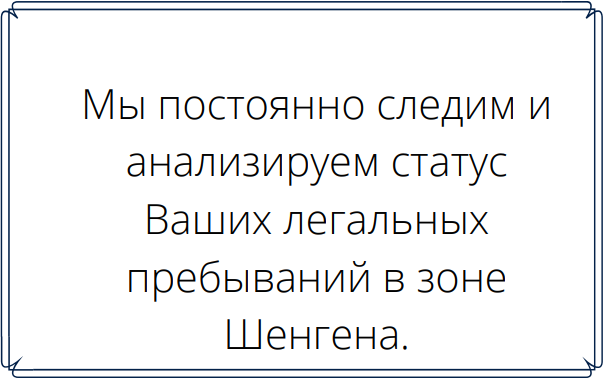 Мы постоянно следим и
анализируем статус
Ваших легальных
пребываний в зоне
Шенгена.